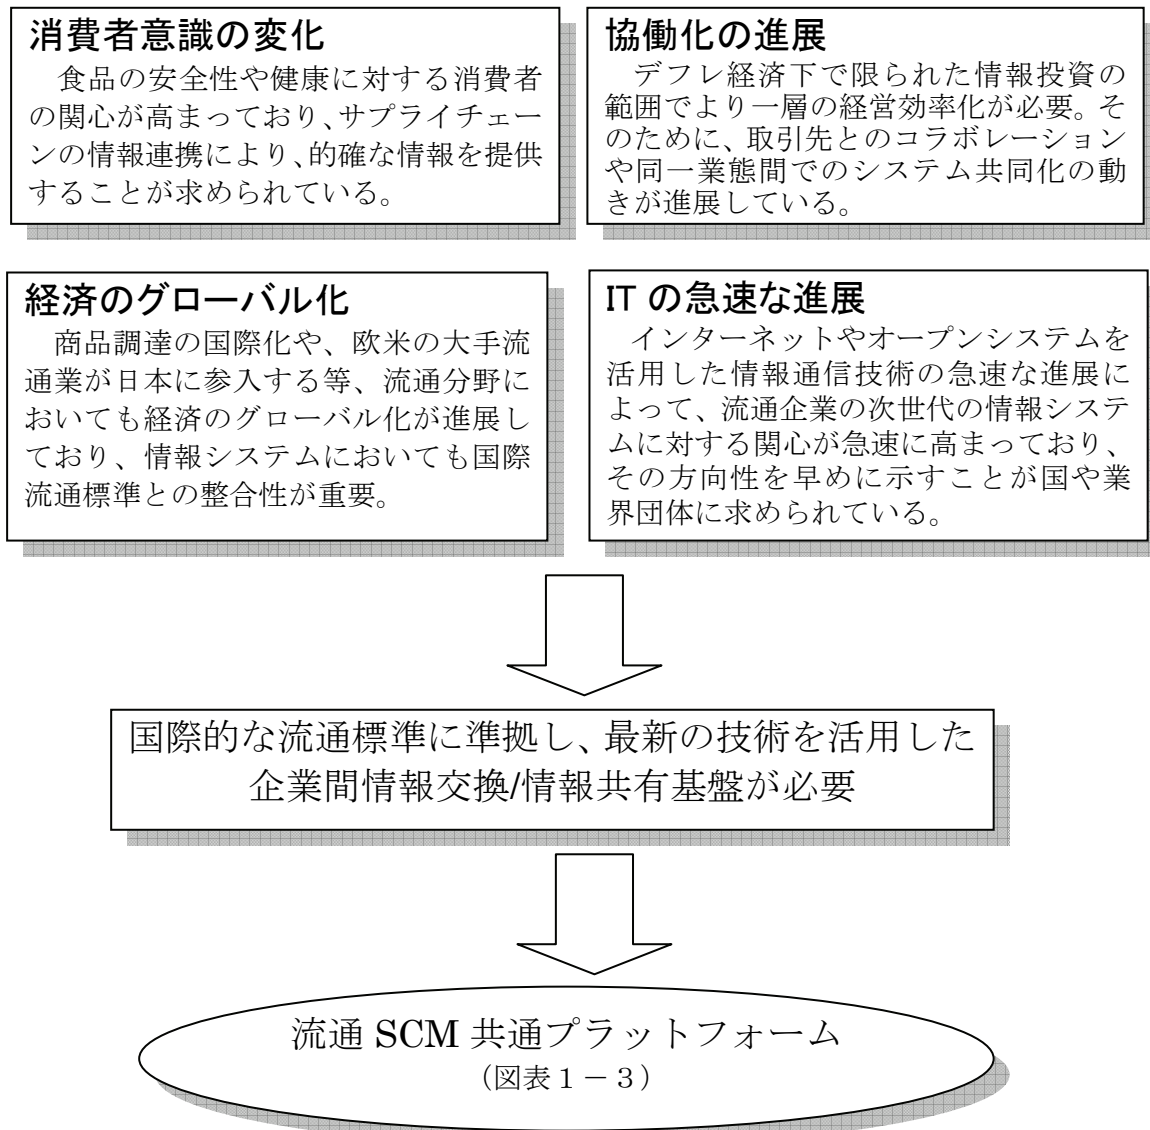 消費者意識の変化
食品の安全性や健康に対する消費者
の関心が高まっており、サプライチェー
ンの情報連携により、的確な情報を提供
することが求められている。
協働化の進展
デフレ経済下で限られた情報投資の
範囲でより一層の経営効率化が必要。そ
のために、取引先とのコラボレーション
や同一業態間でのシステム共同化の動
きが進展している。
経済のグローバル化
商品調達の国際化や、欧米の大手流
通業が日本に参入する等、流通分野に
おいても経済のグローバル化が進展し
ており、情報システムにおいても国際
流通標準との整合性が重要。
IT の急速な進展
インターネットやオープンシステムを
活用した情報通信技術の急速な進展に
よって、流通企業の次世代の情報システ
ムに対する関心が急速に高まっており、
その方向性を早めに示すことが国や業
界団体に求められている。
国際的な流通標準に準拠し、最新の技術を活用した
企業間情報交換/情報共有基盤が必要
流通 SCM 共通プラットフォーム
（図表１－３）